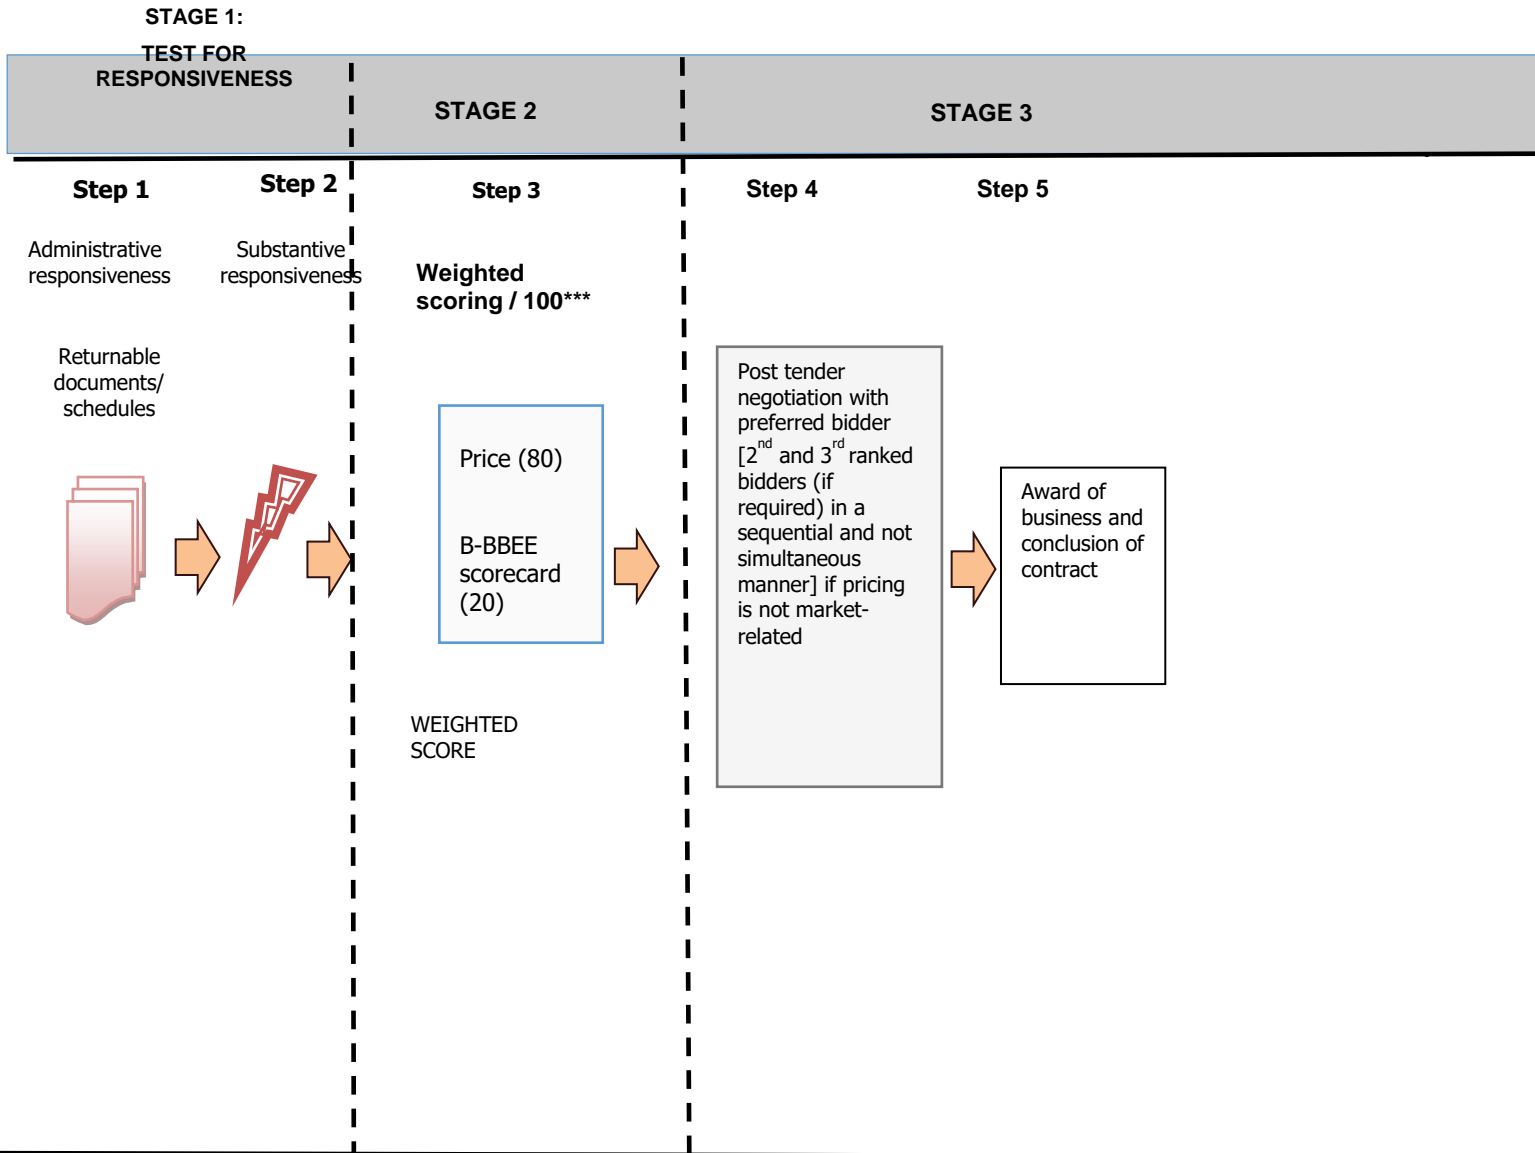 STAGE 1:
TEST FOR
RESPONSIVENESS
STAGE 2
STAGE 3
Step 1
Step 2
Step 3
Step 4
Step 5
Administrative
responsiveness
Substantive
responsiveness
Weighted
scoring / 100***
Returnable
documents/
schedules
Price (80)
B-BBEE
scorecard
(20)
WEIGHTED
SCORE
Post tender
negotiation with
preferred bidder
[2nd and 3rd ranked
bidders (if
required) in a
sequential and not
simultaneous
manner] if pricing
is not market-
related
Award of
business and
conclusion of
contract